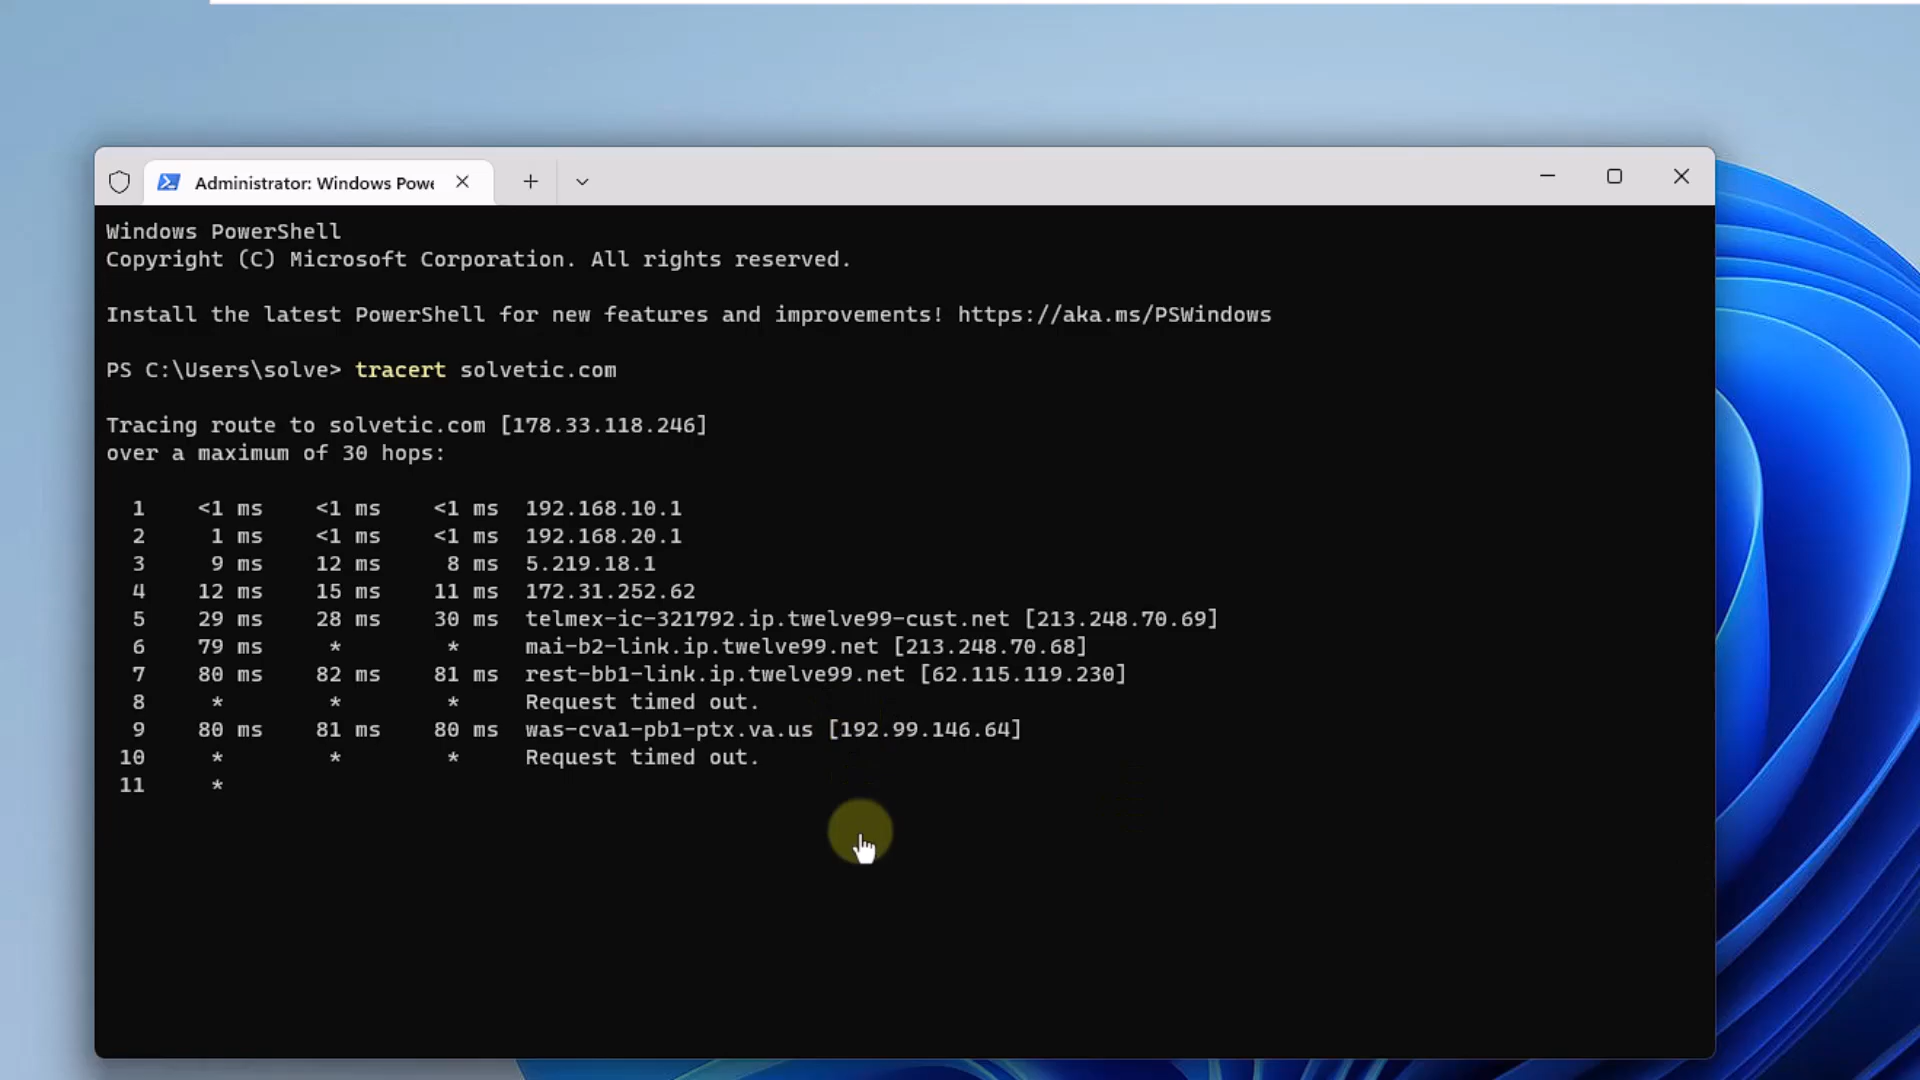 Administrator: Windows Powe
Windows PowerShell
Copyright (C) Microsoft Corporation. All rights reserved.
Install the latest PowerShell for new features and improvements! https://aka.ms/PSWindows
PS C:\Users\solve> tracert solvetic.com
Tracing route to solvetic.com [178.33.118.246]
over a maximum of 30 hops:
1 <1 ms <1 ms <1 ms 192.168.10.1
2 1 ms <1 ms <1 ms 192.168.20.1
3 9 ms 12 ms 8 ms 5.219.18.1
4 12 ms 15 ms 11 ms 172.31.252.62
5 29 ms 28 ms 30 ms telmex-ic-321792.ip.twelve99-cust.net [213.248.70.69]
6 79 ms * * mai-b2-link.ip.twelve99.net [213.248.70.68]
7 80 ms 82 ms 81 ms rest-bb1-link.ip.twelve99.net [62.115.119.230]
8 * * * Request timed out.
9 80 ms 81 ms 80 ms was-cva1-pb1-ptx.va.us [192.99.146.64]
10 * * * Request timed out.
11 *